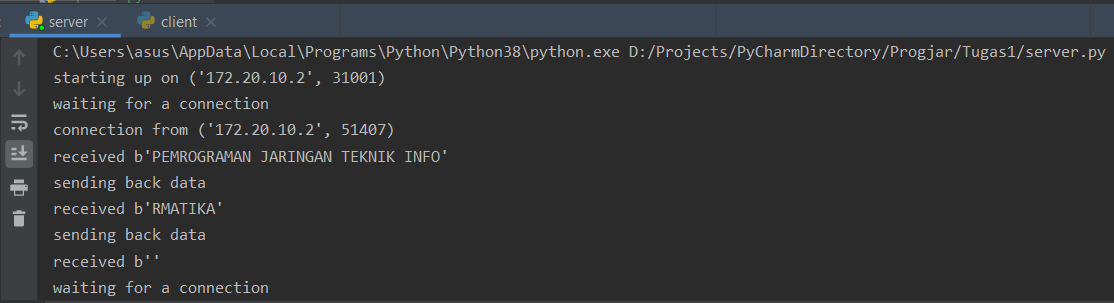 server client
C:\Users\asus\AppData\Local\Programs\Python\Python38\python.exe D:/Projects/PyCharmDirectory/Progjar/Tugas1/server.py
starting up on ('172.20.10.2', 31001)
waiting for a connection
connection from ('172.20.10.2', 51407)
received b'PEMROGRAMAN JARINGAN TEKNIK INFO'
sending back data
received b'RMATIKA'
sending back data
received b''
waiting for a connection